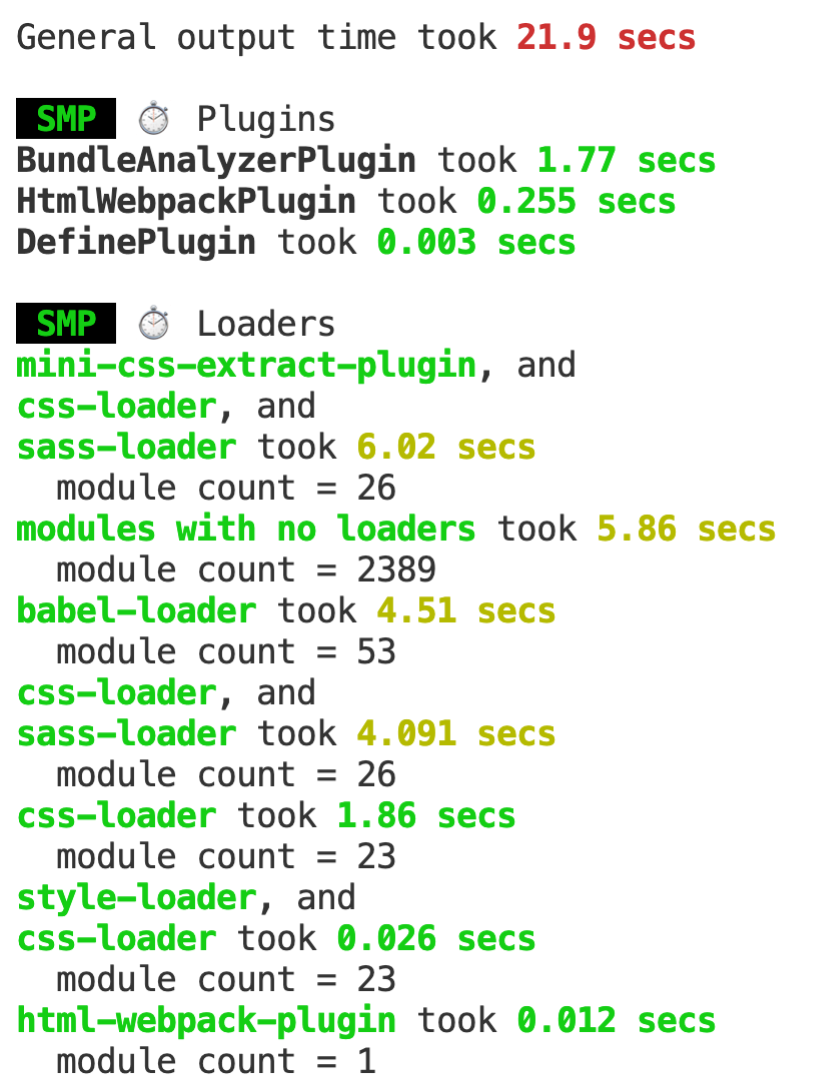 General output time took 21.9 secs
SMP ⏱ Plugins
BundleAnalyzerPlugin took 1.77 secs
HtmlWebpackPlugin took 0.255 secs
DefinePlugin took 0.003 secs
SMP ⏱ Loaders
mini-css-extract-plugin, and
css-loader, and
sass-loader took 6.02 secs
module count = 26
modules with no loaders took 5.86 secs
module count = 2389
babel-loader took 4.51 secs
module count = 53
css-loader, and
sass-loader took 4.091 secs
module count = 26
css-loader took 1.86 secs
module count = 23
style-loader, and
css-loader took 0.026 secs
module count = 23
html-webpack-plugin took 0.012 secs
module count = 1